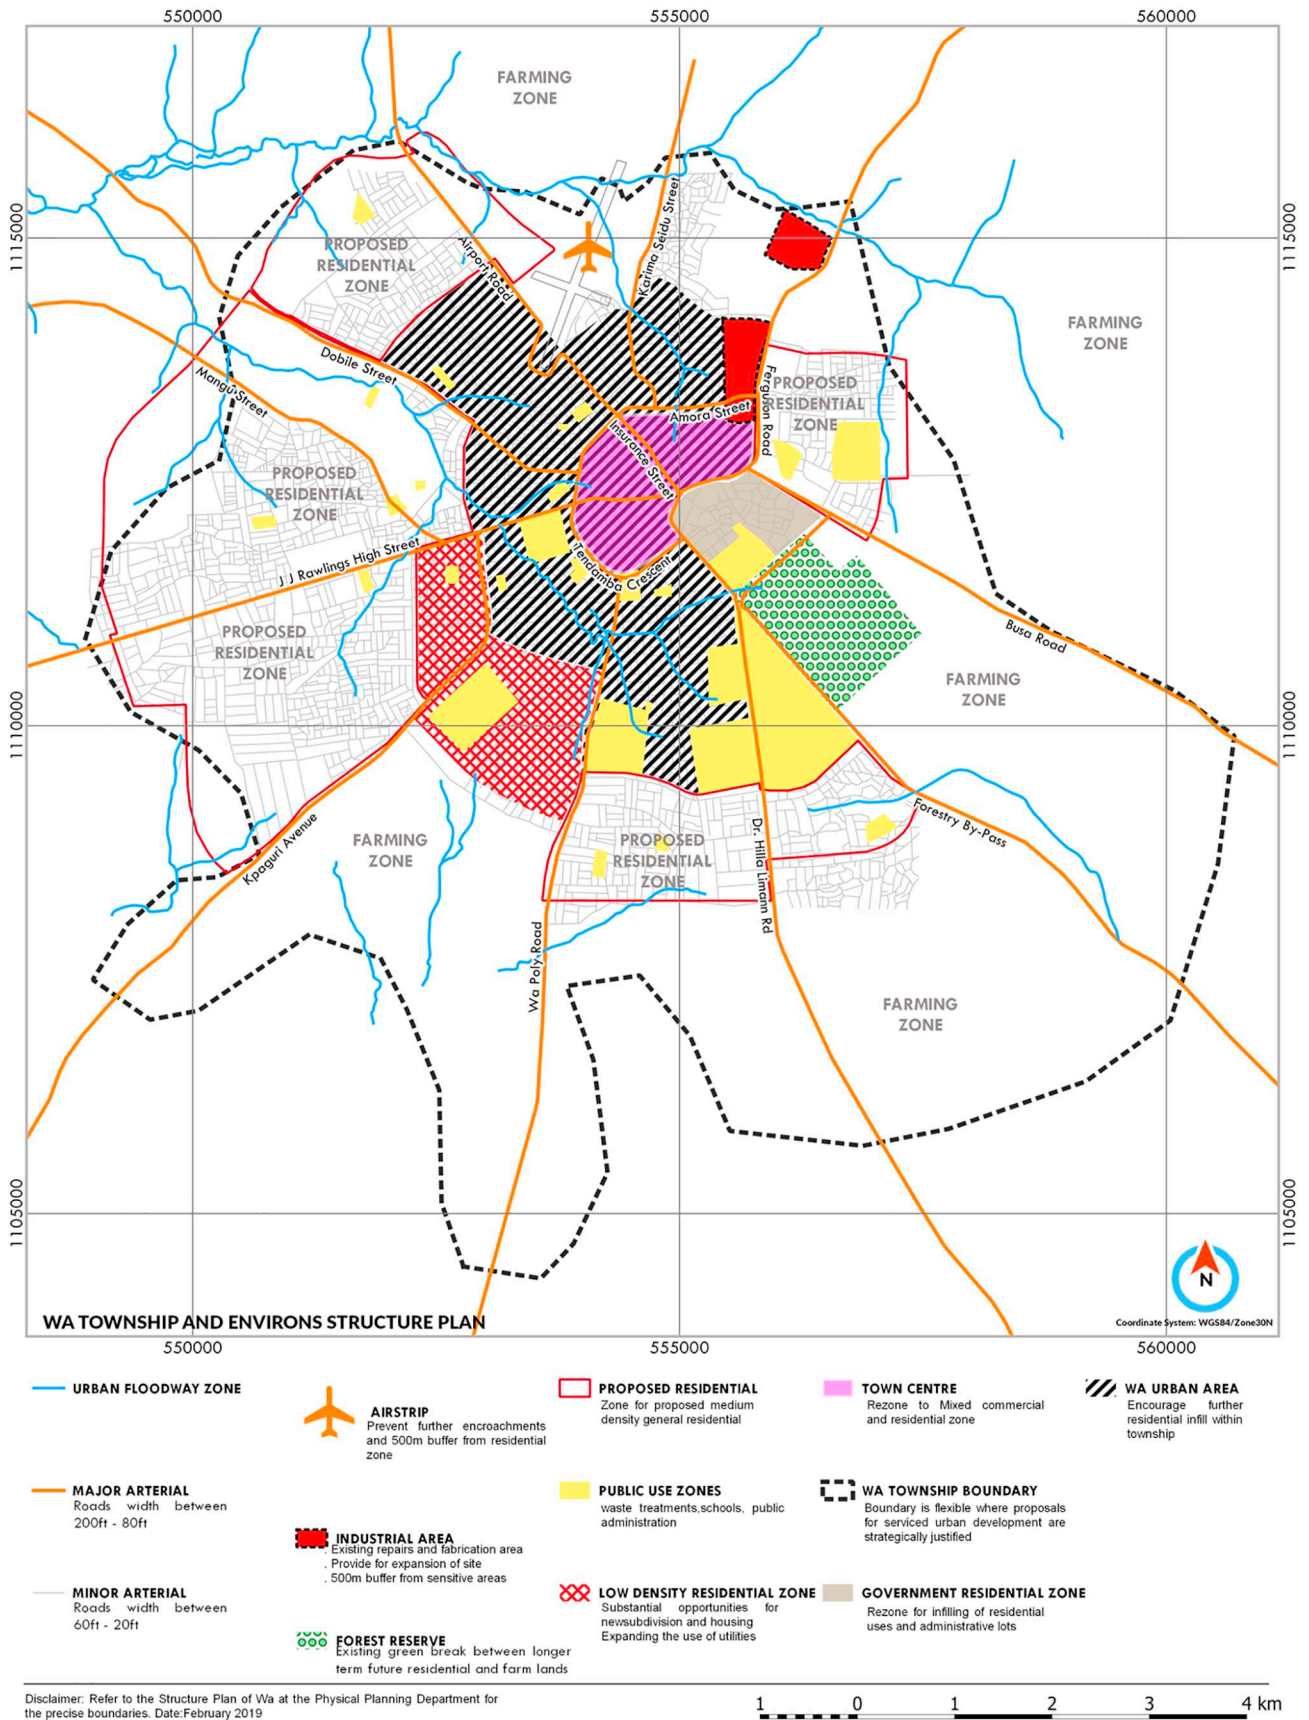 550000
555000
560000
FARMING
ZONE
1115000
1115000
Karima Seidu Street
Airport Road
PROPOSED
RESIDENTIAL
ZONE
FARMING
ZONE
Dobile Street
Mangu Street
Ferguson Road
PROPOSED
RESIDENTIAL
ZONE
Amora Street
Insurance Street
PROPOSED
RESIDENTIAL
ZONE
J J Rawlings High Street
Tendamba Crescent
PROPOSED
RESIDENTIAL
ZONE
Busa Road
FARMING
ZONE
1110000
1110000
Forestry By-Pass
FARMING
ZONE
Kpaguri Avenue
PROPOSED
RESIDENTIAL
ZONE
Dr. Hilla Limann Rd
Wa Poly Road
FARMING
ZONE
1105000
1105000
N
WA TOWNSHIP AND ENVIRONS STRUCTURE PLAN
Coordinate System: WGS84/Zone30N
550000
555000
560000
URBAN FLOODWAY ZONE
MAJOR ARTERIAL
Roads width between
200ft - 80ft
MINOR ARTERIAL
Roads width between
60ft - 20ft
AIRSTRIP
Prevent further encroachments
and 500m buffer from residential
zone
INDUSTRIAL AREA
. Existing repairs and fabrication area
. Provide for expansion of site
. 500m buffer from sensitive areas
FOREST RESERVE
Existing green break between longer
term future residential and farm lands
PROPOSED RESIDENTIAL
Zone for proposed medium
density general residential
PUBLIC USE ZONES
waste treatments,schools, public
administration
LOW DENSITY RESIDENTIAL ZONE
Substantial opportunities for
newsubdivision and housing
Expanding the use of utilities
TOWN CENTRE
Rezone to Mixed commercial
and residential zone
WA TOWNSHIP BOUNDARY
Boundary is flexible where proposals
for serviced urban development are
strategically justified
GOVERNMENT RESIDENTIAL ZONE
Rezone for infilling of residential
uses and administrative lots
WA URBAN AREA
Encourage further
residential infill within
township
Disclaimer: Refer to the Structure Plan of Wa at the Physical Planning Department for
the precise boundaries. Date:February 2019
1 0 1 2 3 4 km